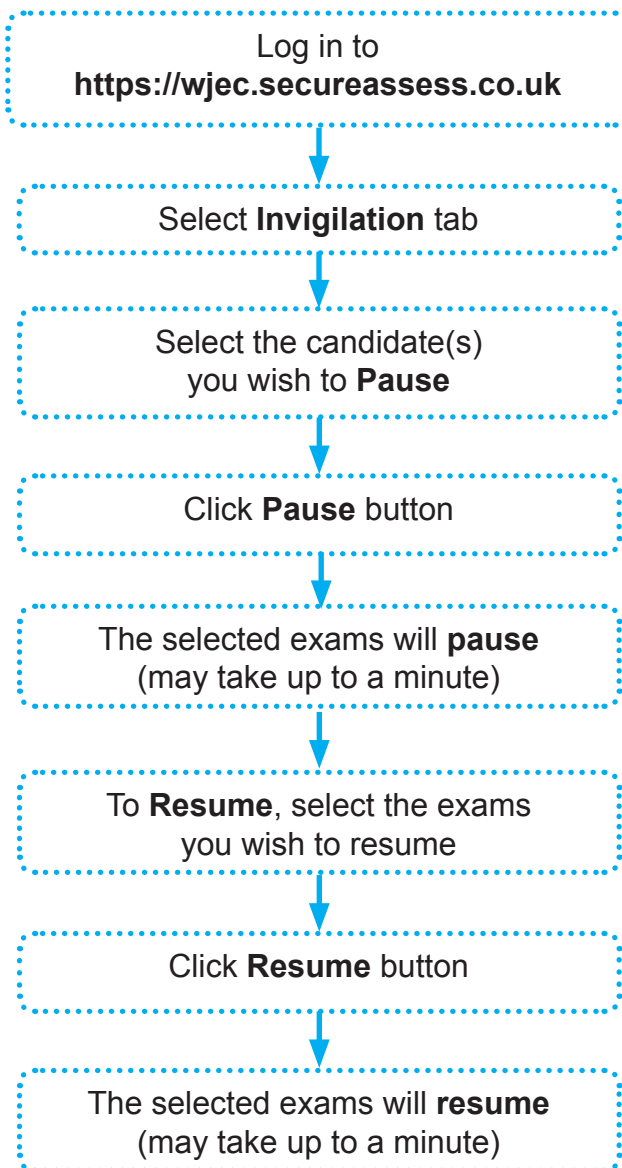 Log in to
https://wjec.secureassess.co.uk
Select Invigilation tab
Select the candidate(s)
you wish to Pause
Click Pause button
The selected exams will pause
(may take up to a minute)
To Resume, select the exams
you wish to resume
Click Resume button
The selected exams will resume
(may take up to a minute)